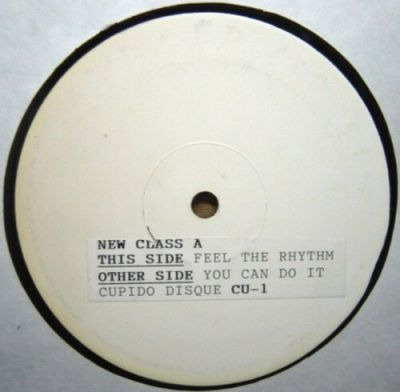 NEW CLASS A
THIS SIDE FEEL THE RHYTHM
OTHER SIDE YOU CAN DO IT
CUPIDO DISQUE CU-1